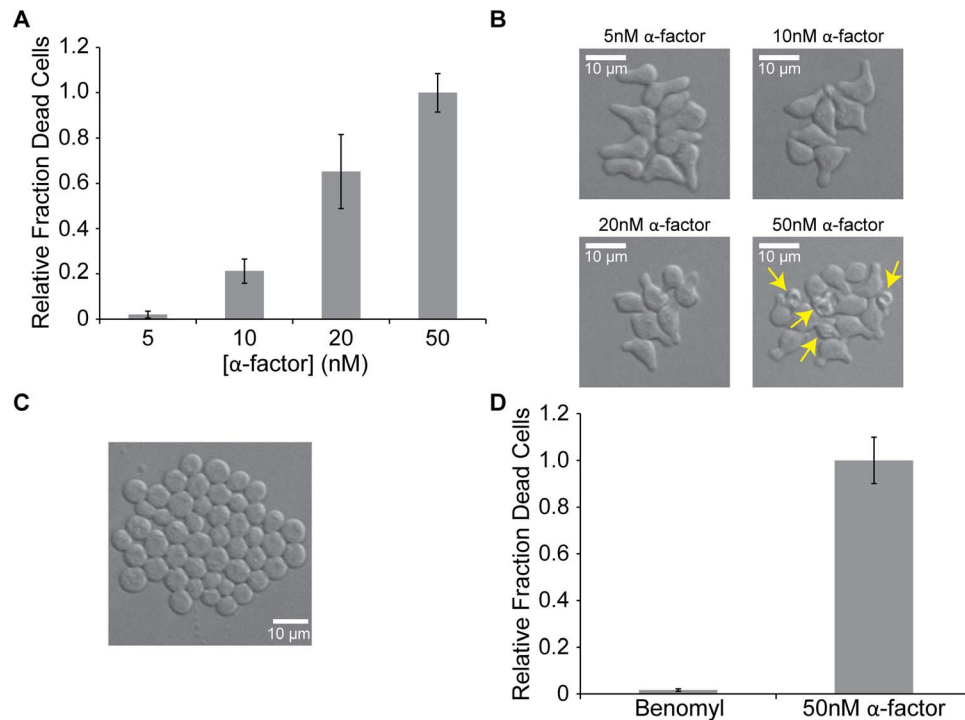 A
Relative Fraction Dead Cells
1.2
1.0
0.8
0.6
0.4
0.2
0
5
10
20
50
[α-factor] (nM)
B
5nM α-factor
10 µm
10nM α-factor
10 µm
20nM α-factor
10 µm
50nM α-factor
10 µm
C
10 µm
D
Relative Fraction Dead Cells
1.2
1.0
0.8
0.6
0.4
0.2
0
Benomyl
50nM α-factor